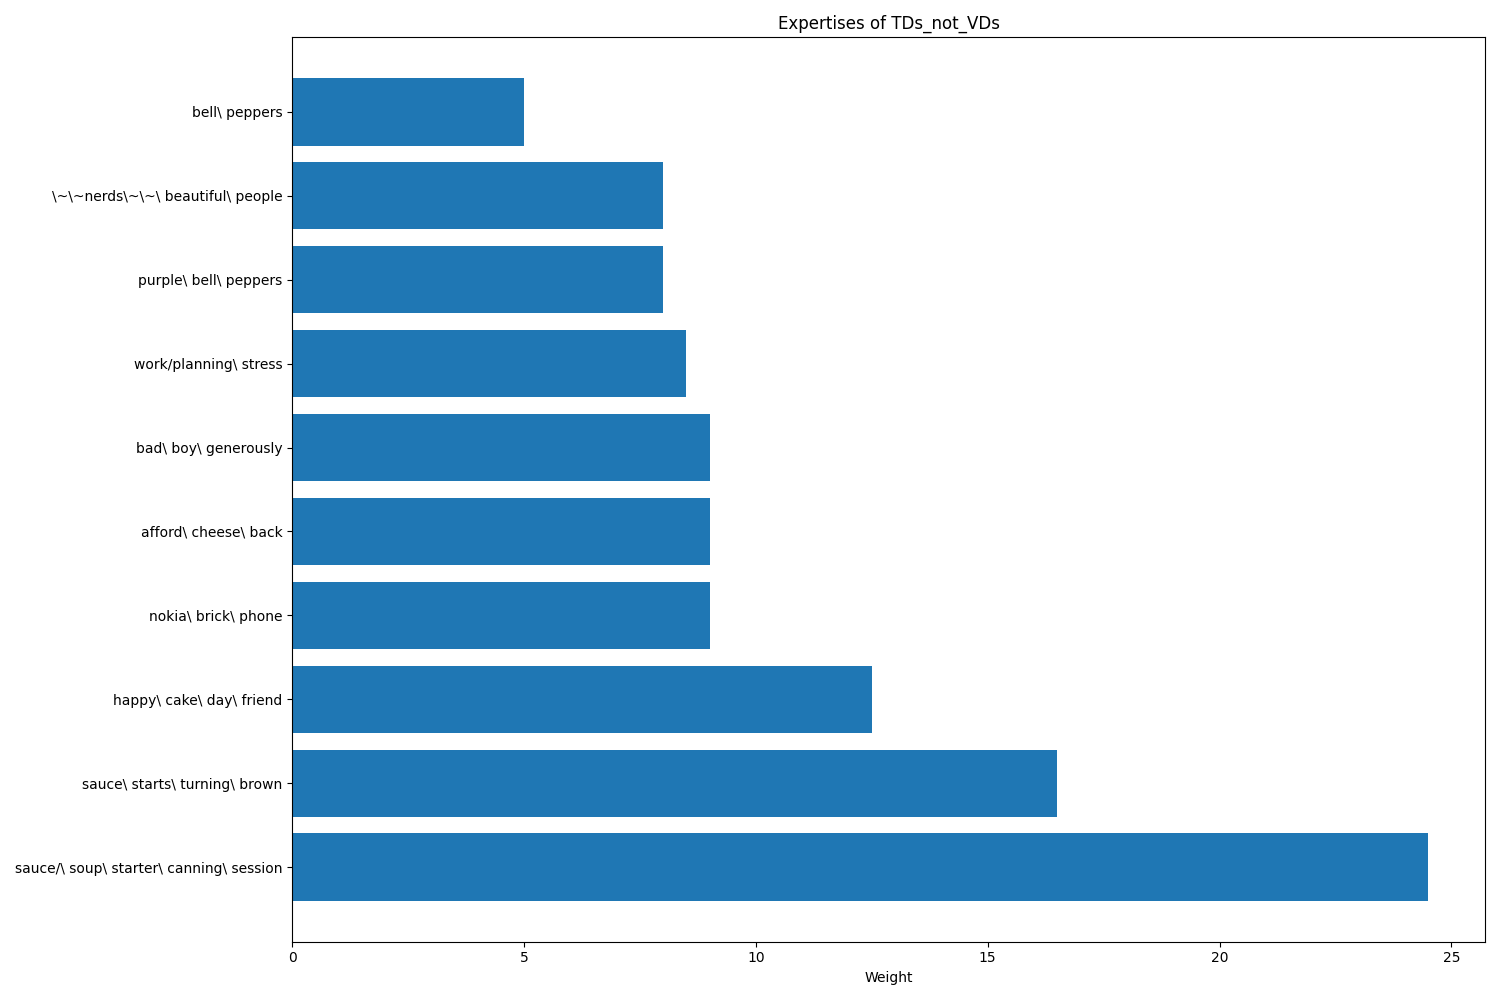 Expertises of TDs_not_VDs
bell\ peppers
\~\~nerds\~\~\ beautiful\ people
purple\ bell\ peppers
work/planning\ stress
bad\ boy\ generously
afford\ cheese\ back
nokia\ brick\ phone
happy\ cake\ day\ friend
sauce\ starts\ turning\ brown
sauce/\ soup\ starter\ canning\ session
0 5 10 15 20 25
Weight